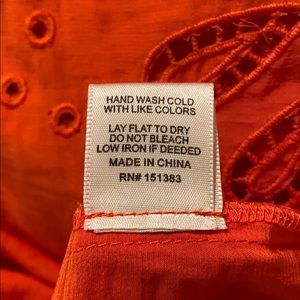 HAND WASH COLD
WITH LIKE COLORS
LAY FLAT TO DRY
DO NOT BLEACH
LOW IRON IF DEEDED
MADE IN CHINA
RN# 151383